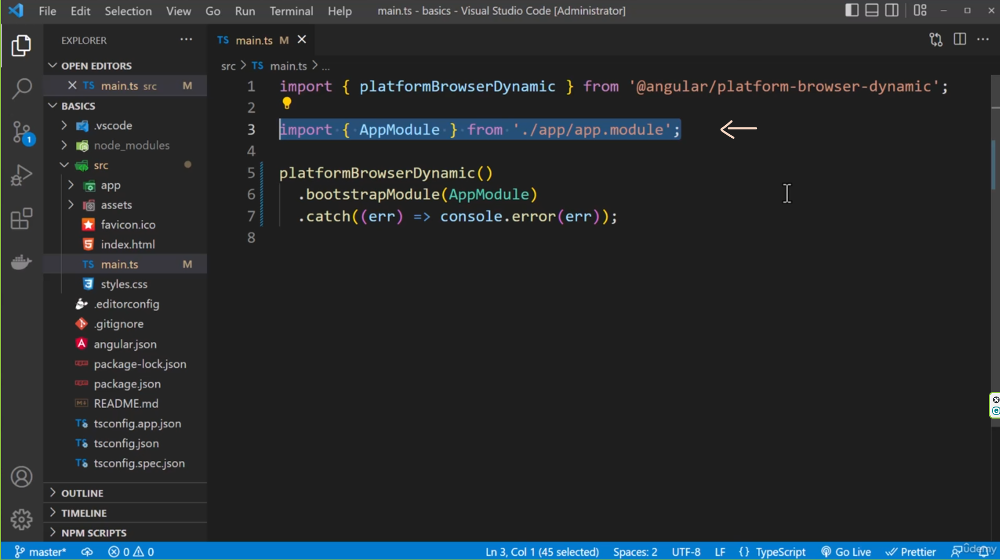 File Edit Selection View Go Run Terminal Help main.ts - basics - Visual Studio Code [Administrator]
EXPLORER ...
TS main.ts M
OPEN EDITORS
TS main.ts src M
BASICS
.vscode
node_modules
src
app
assets
favicon.ico
index.html
TS main.ts M
styles.css
.editorconfig
.gitignore
angular.json
package-lock.json
package.json
README.md
TS tsconfig.app.json
TS tsconfig.json
TS tsconfig.spec.json
OUTLINE
TIMELINE
NPM SCRIPTS
src > TS main.ts > ...
1 import { platformBrowserDynamic } from '@angular/platform-browser-dynamic';
2
3 import { AppModule } from './app/app.module';
4
5 platformBrowserDynamic()
6 .bootstrapModule(AppModule)
7 .catch((err) => console.error(err));
8
1
master* 0 0 Ln 3, Col 1 (45 selected) Spaces: 2 UTF-8 LF {} TypeScript Go Live Prettier
ûdemy